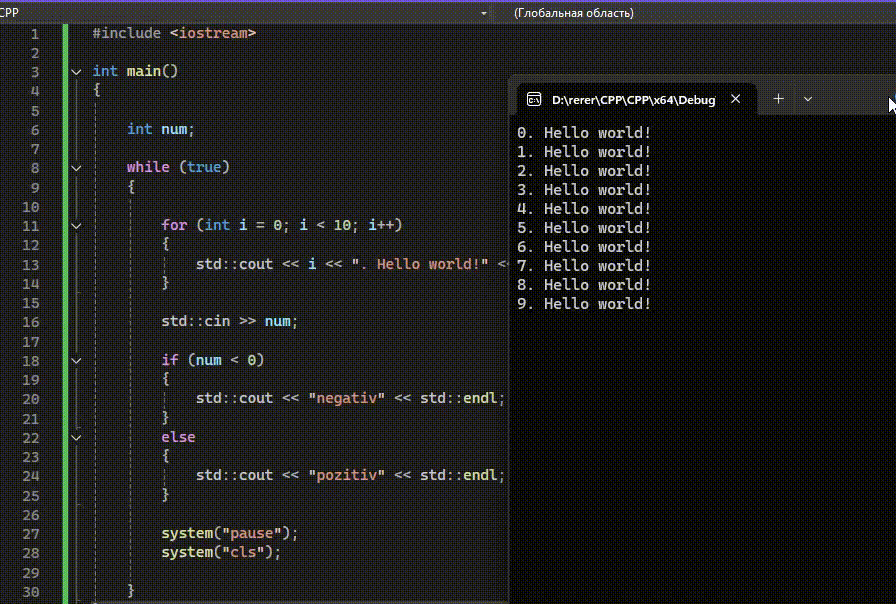 CPP
(Глобальная область)
1 #include <iostream>
2
3 int main()
4 {
5
6 int num;
7
8 while (true)
9 {
10
11 for (int i = 0; i < 10; i++)
12 {
13 std::cout << i << ". Hello world!" <<
14 }
15
16 std::cin >> num;
17
18 if (num < 0)
19 {
20 std::cout << "negativ" << std::endl;
21 }
22 else
23 {
24 std::cout << "pozitiv" << std::endl;
25 }
26
27 system("pause");
28 system("cls");
29
30 }
D:\rerer\CPP\CPP\x64\Debug
0. Hello world!
1. Hello world!
2. Hello world!
3. Hello world!
4. Hello world!
5. Hello world!
6. Hello world!
7. Hello world!
8. Hello world!
9. Hello world!